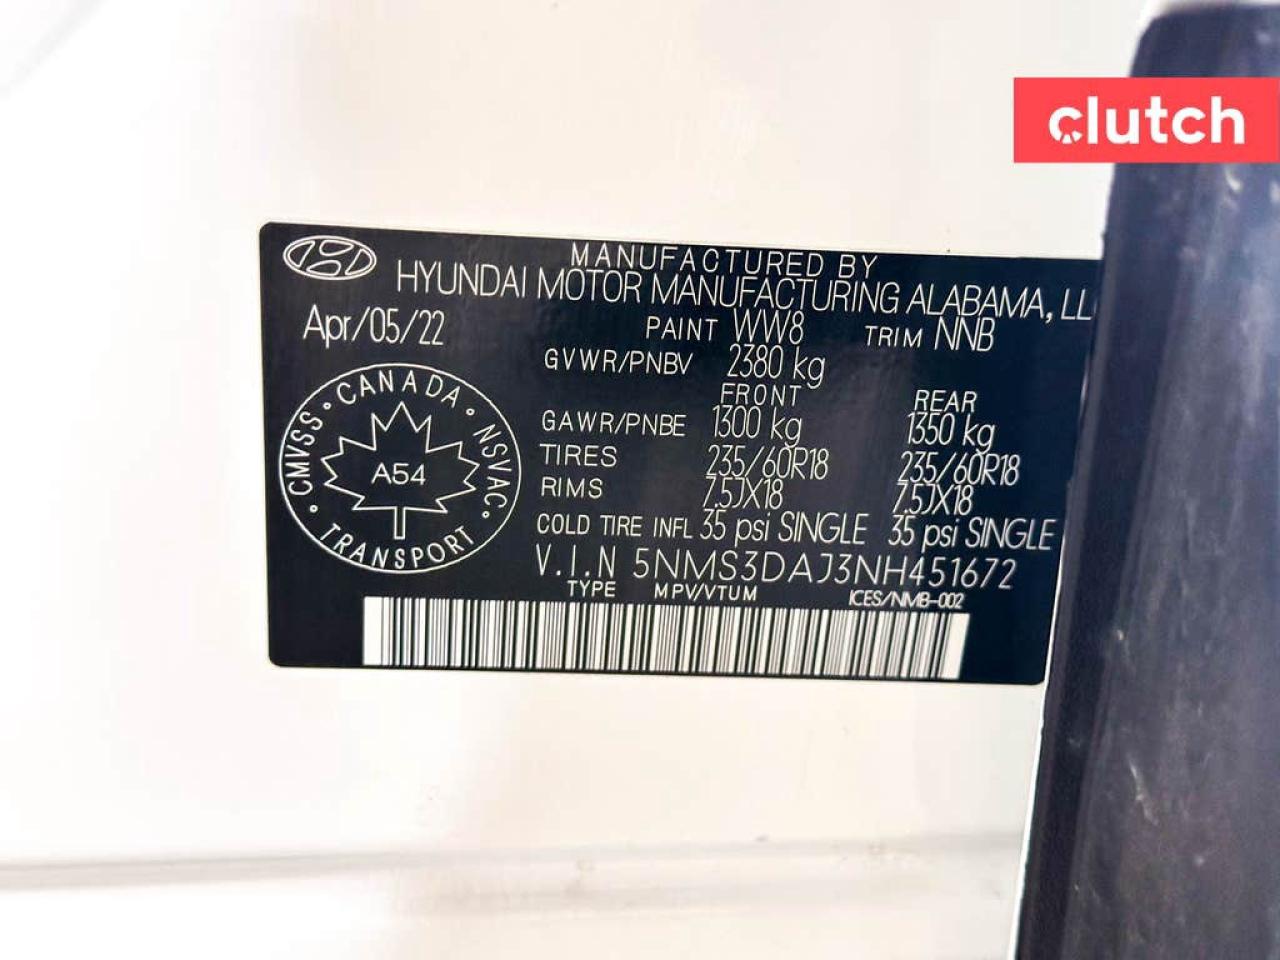 clutch
MANUFACTURED BY
HYUNDAI MOTOR MANUFACTURING ALABAMA,
Apr/05/22
PAINT WW8 TRIM NNB
GVWR/PNBV 2380 kg
FRONT REAR
GAWR/PNBE 1300 kg 1350 kg
TIRES 235/60R18 235/60R18
RIMS 7.5JX18 7.5JX18
COLD TIRE INFL 35 psi SINGLE 35 psi SINGLE
V.I.N 5NMS3DAJ3NH451672
TYPE MPV/VTUM ICES/NMB-002
CANADA
CMVSS • NSVAC
A54
TRANSPORT